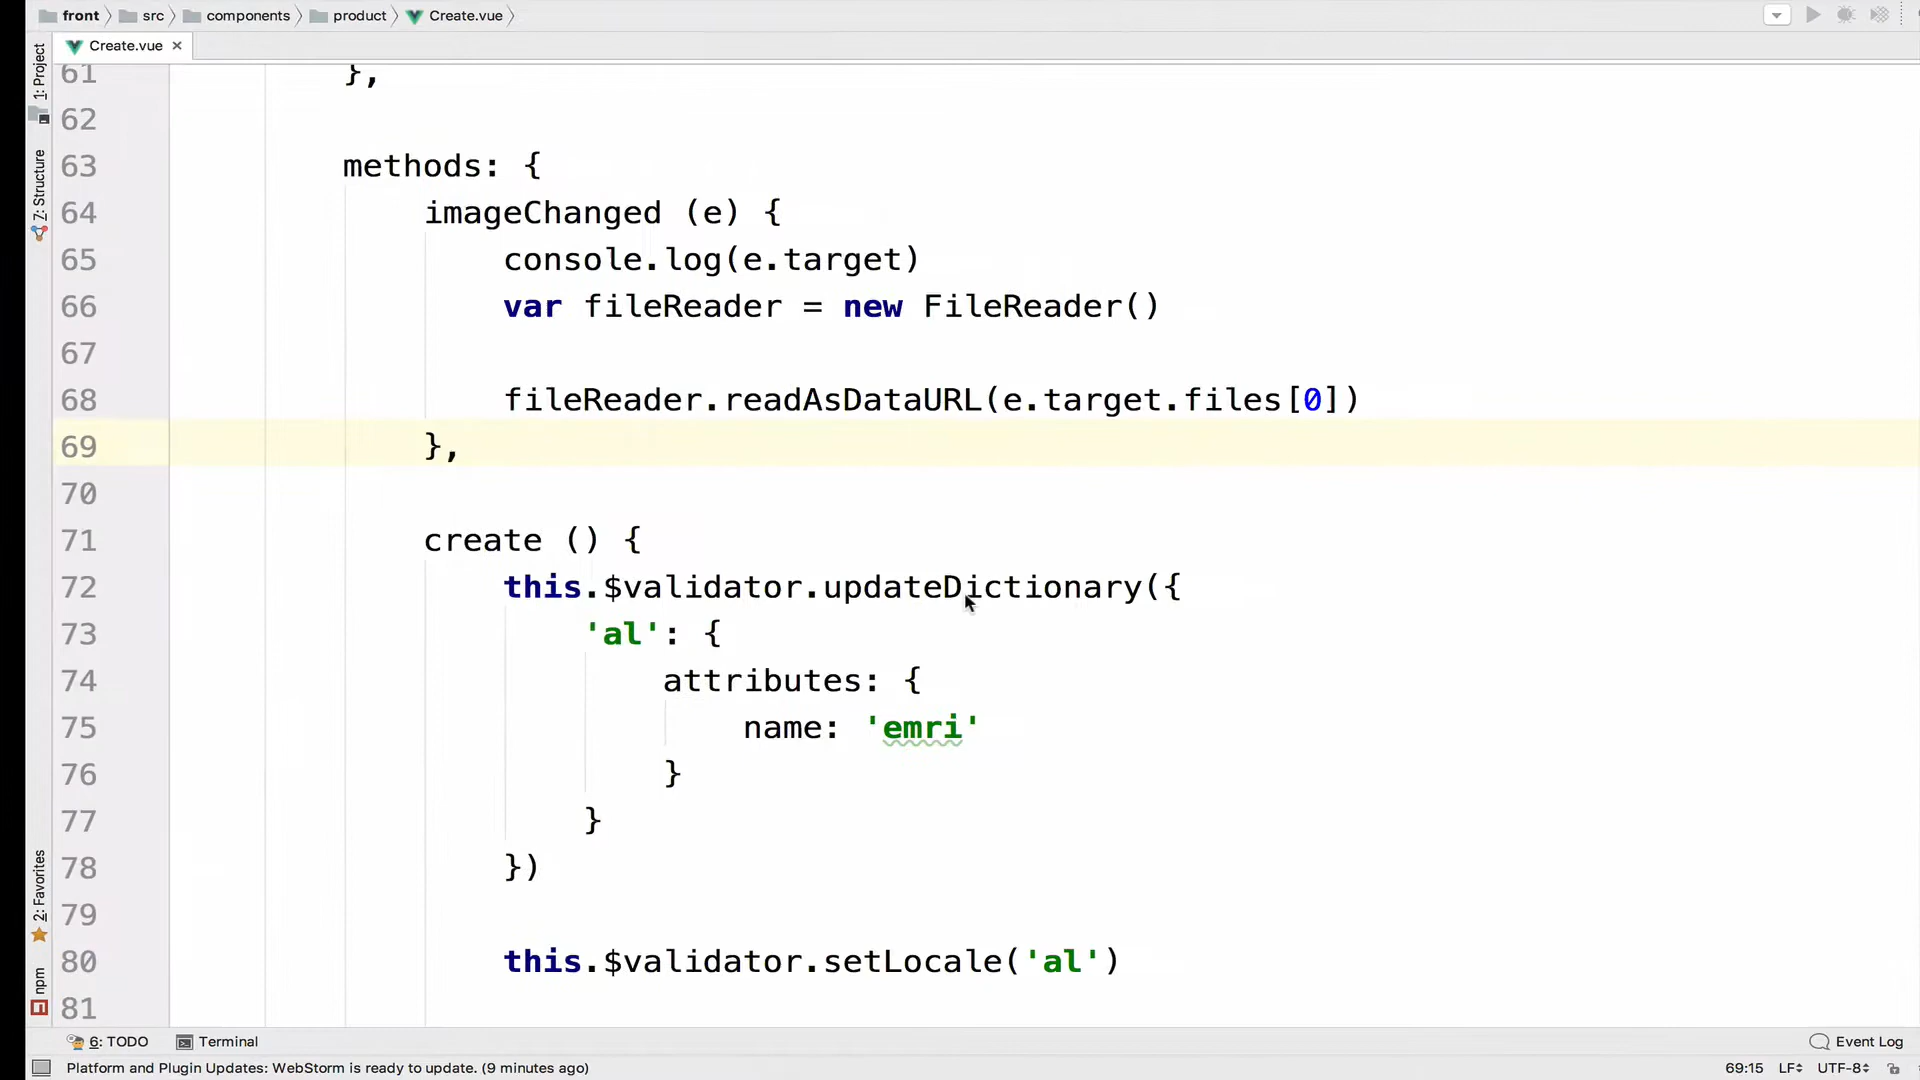 front src components product Create.vue
Create.vue
1: Project
7: Structure
2: Favorites
npm
61 },
62
63 methods: {
64 imageChanged (e) {
65 console.log(e.target)
66 var fileReader = new FileReader()
67
68 fileReader.readAsDataURL(e.target.files[0])
69 },
70
71 create () {
72 this.$validator.updateDictionary({
73 'al': {
74 attributes: {
75 name: 'emri'
76 }
77 }
78 })
79
80 this.$validator.setLocale('al')
81
6: TODO Terminal Event Log
Platform and Plugin Updates: WebStorm is ready to update. (9 minutes ago) 69:15 LF UTF-8